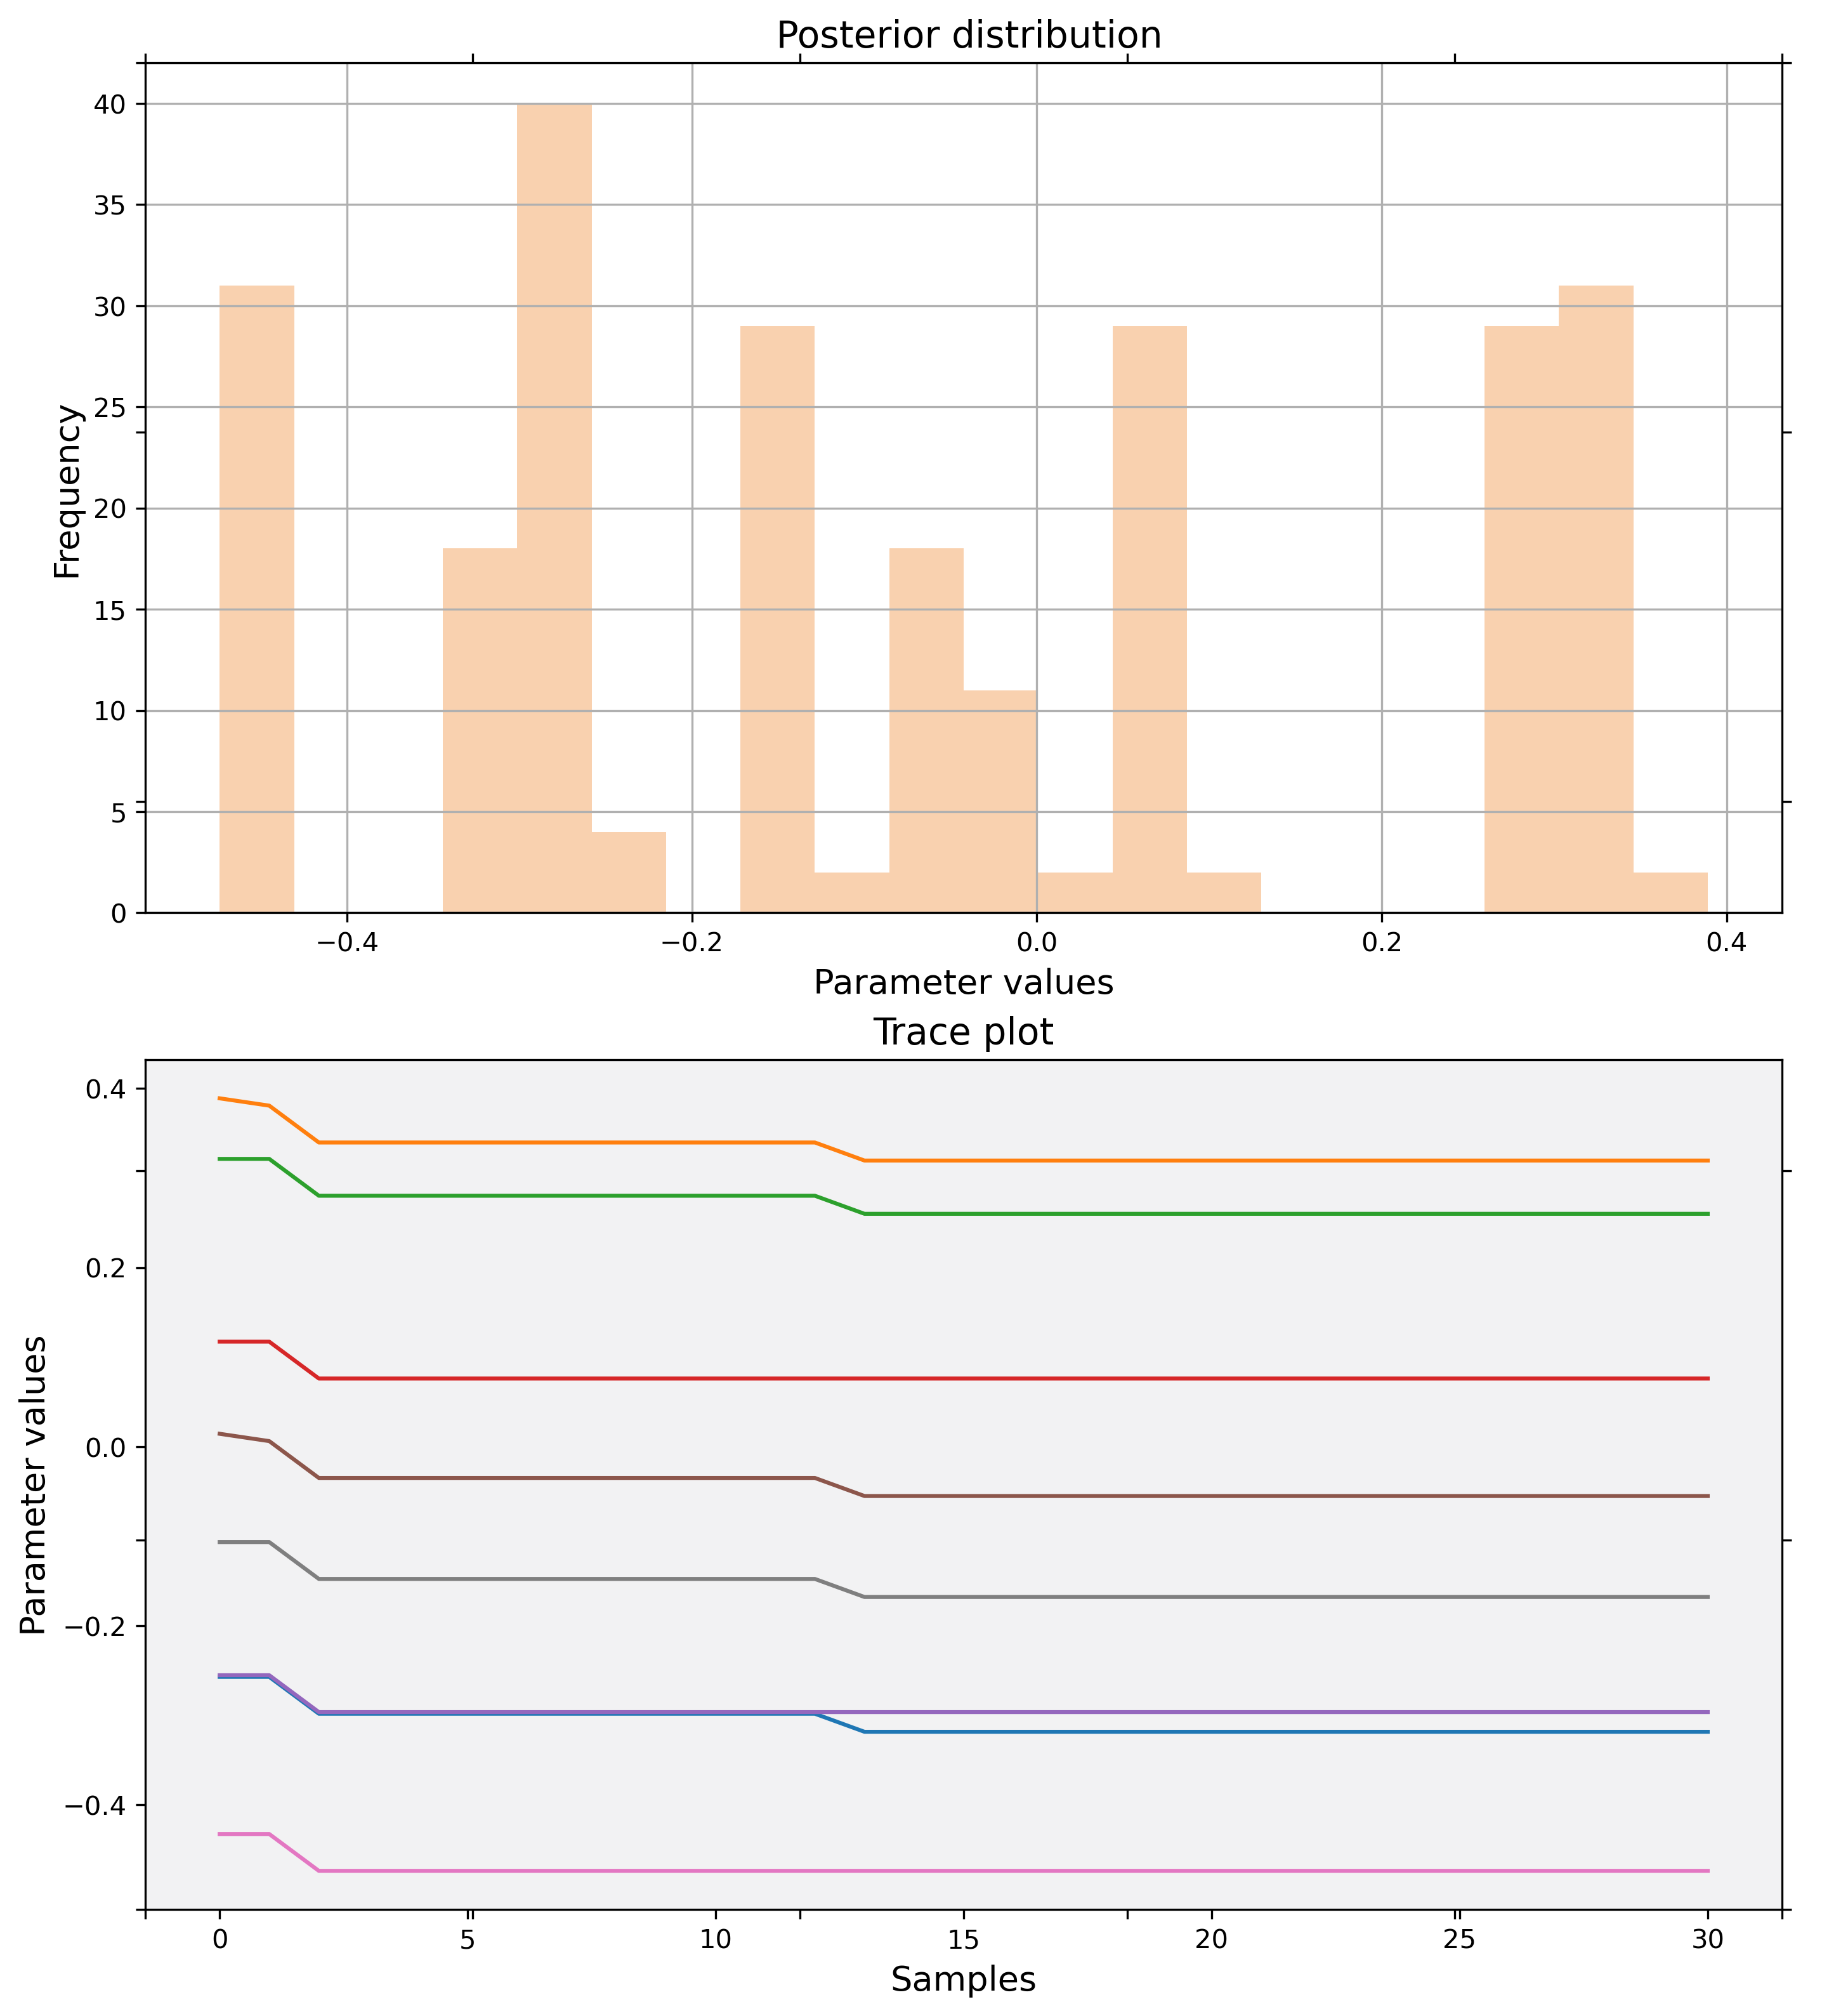 Posterior distribution
40
35
30
25
20
15
10
5
0
Frequency
−0.4 −0.2 0.0 0.2 0.4
Parameter values
Trace plot
0.4
0.2
0.0
−0.2
−0.4
Parameter values
0 5 10 15 20 25 30
Samples